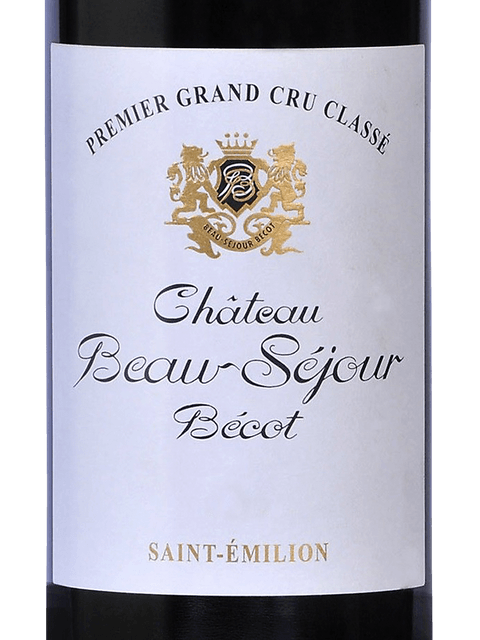 PREMIER GRAND CRU CLASSÉ
BEAU-SÉJOUR BÉCOT
Château
Beau-Séjour
Bécot
SAINT-ÉMILION